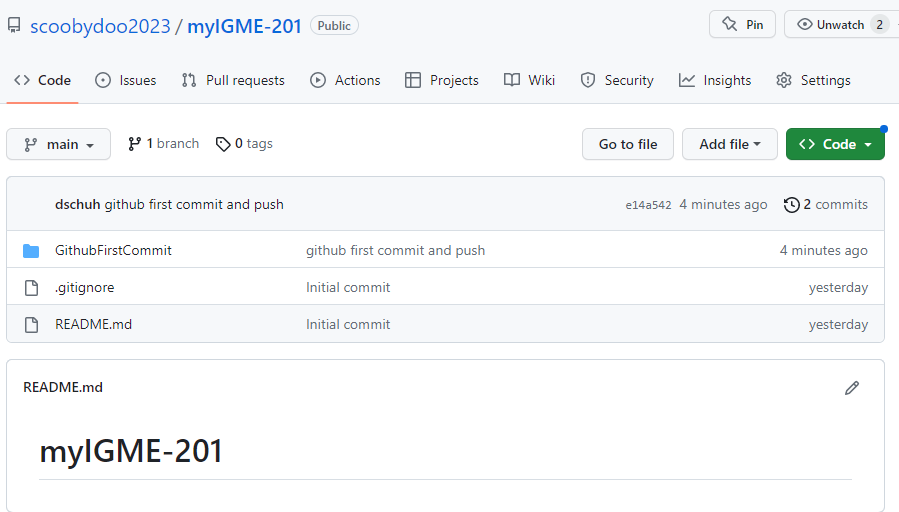 scoobydoo2023 / myIGME-201 Public Pin Unwatch 2
Code Issues Pull requests Actions Projects Wiki Security Insights Settings
main 1 branch 0 tags Go to file Add file Code
dschuh github first commit and push e14a542 4 minutes ago 2 commits
GithubFirstCommit github first commit and push 4 minutes ago
.gitignore Initial commit yesterday
README.md Initial commit yesterday
README.md
myIGME-201